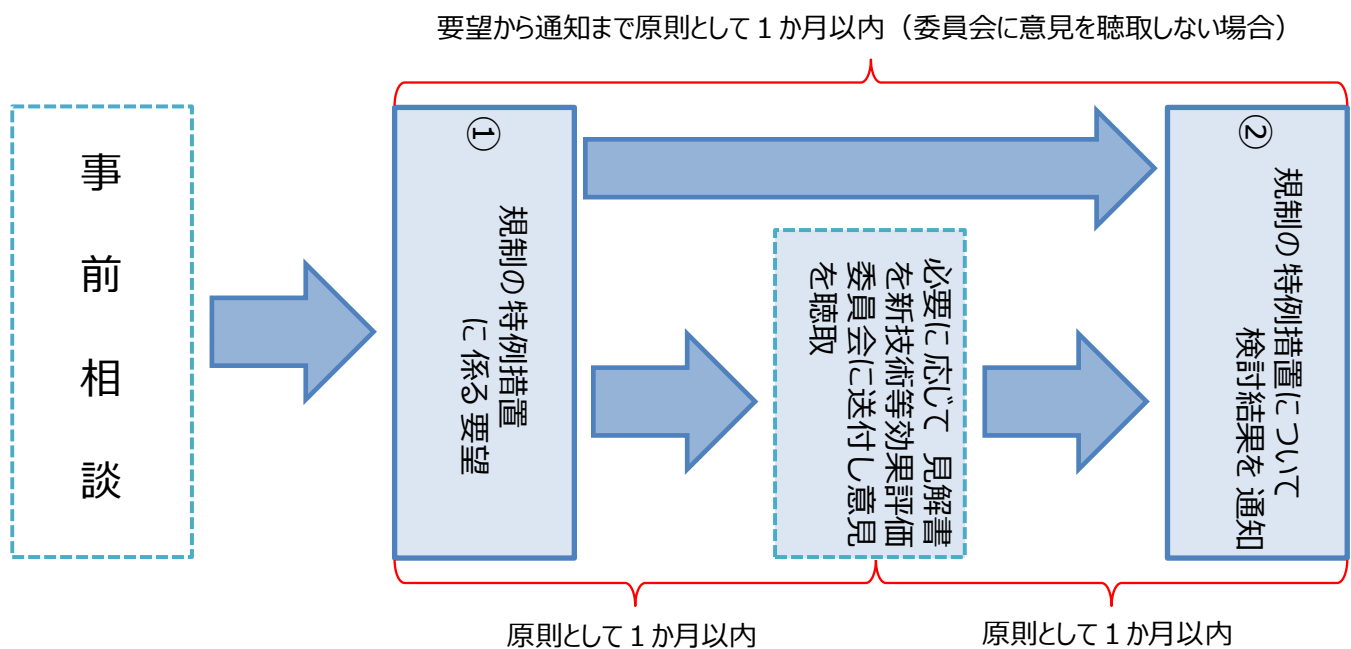 要望から通知まで原則として１か月以内（委員会に意見を聴取しない場合）
事前相談
①
規制の特例措置
に係る要望
必要に応じて 見解書
を新技術等効果評価
委員会に送付し意見
を聴取
②
規制の特例措置について
検討結果を通知
原則として１か月以内
原則として１か月以内